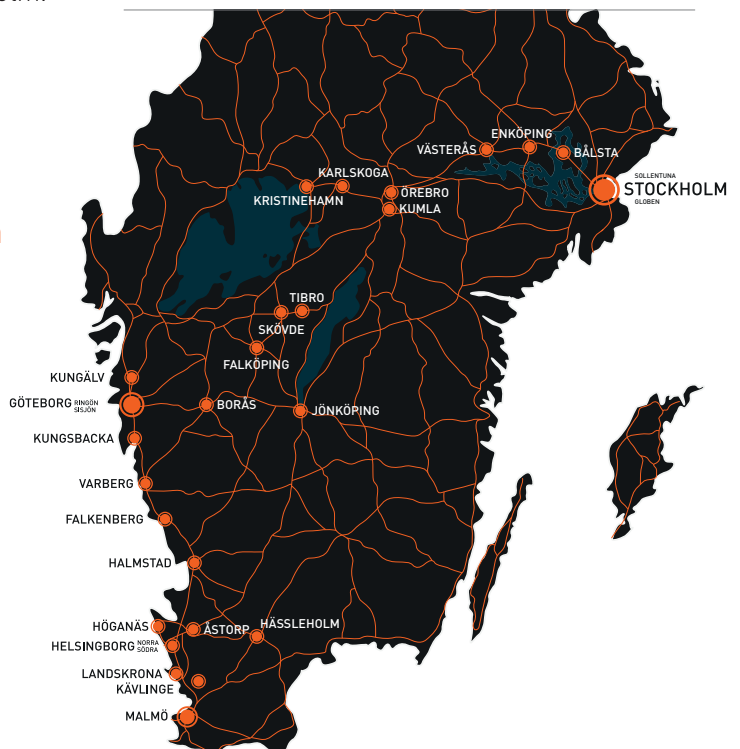 ENKÖPING
VÄSTERÅS
BÅLSTA
SOLLENTUNA
STOCKHOLM
GLOBEN
KARLSKOGA
KRISTINEHAMN
ÖREBRO
KUMLA
TIBRO
SKÖVDE
FALKÖPING
KUNGÄLV
GÖTEBORG RINGÖN
SISJÖN
BORÅS
JÖNKÖPING
KUNGSBACKA
VARBERG
FALKENBERG
HALMSTAD
HÖGANÄS
ÅSTORP
HÄSSLEHOLM
HELSINGBORG NORRA
SÖDRA
LANDSKRONA
KÄVLINGE
MALMÖ